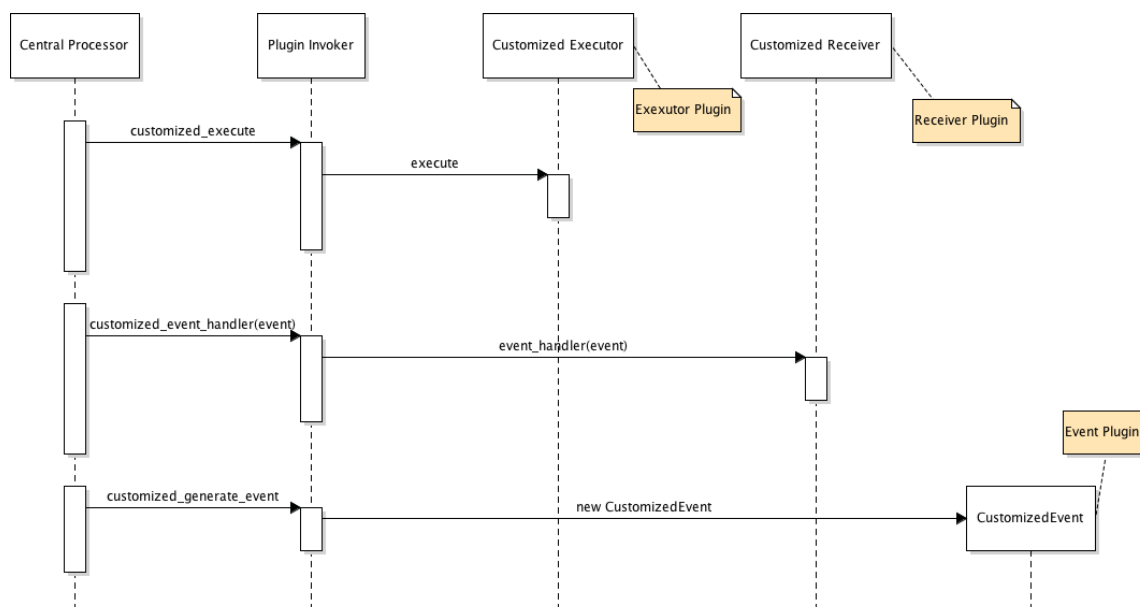 Central Processor
Plugin Invoker
Customized Executor
Customized Receiver
Exexutor Plugin
Receiver Plugin
customized_execute
execute
customized_event_handler(event)
event_handler(event)
Event Plugin
customized_generate_event
new CustomizedEvent
CustomizedEvent